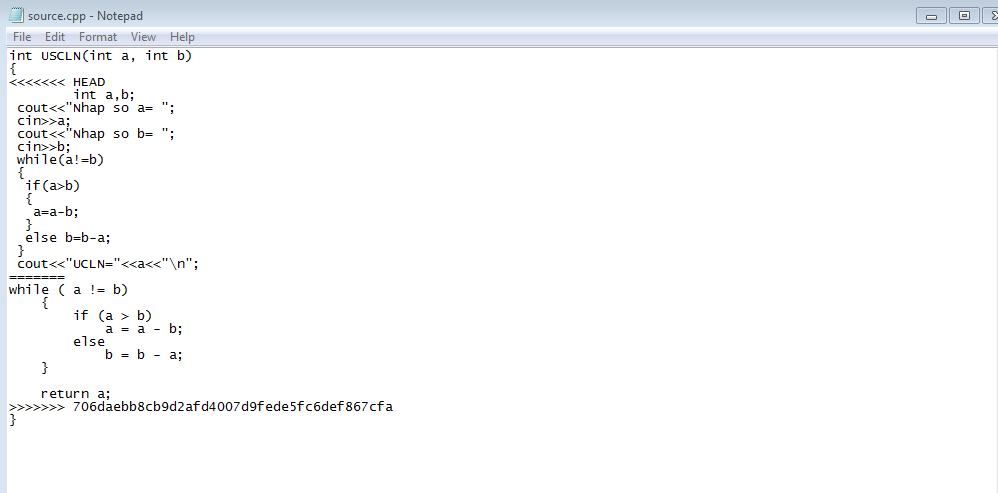 source.cpp - Notepad
File Edit Format View Help
int USCLN(int a, int b)
{
<<<<<<< HEAD
        int a,b;
 cout<<"Nhap so a= ";
 cin>>a;
 cout<<"Nhap so b= ";
 cin>>b;
 while(a!=b)
 {
  if(a>b)
  {
   a=a-b;
  }
  else b=b-a;
 }
 cout<<"UCLN="<<a<<"\n";
=======
while ( a != b)
    {
        if (a > b)
            a = a - b;
        else
            b = b - a;
    }

    return a;
>>>>>>> 706daebb8cb9d2afd4007d9fede5fc6def867cfa
}